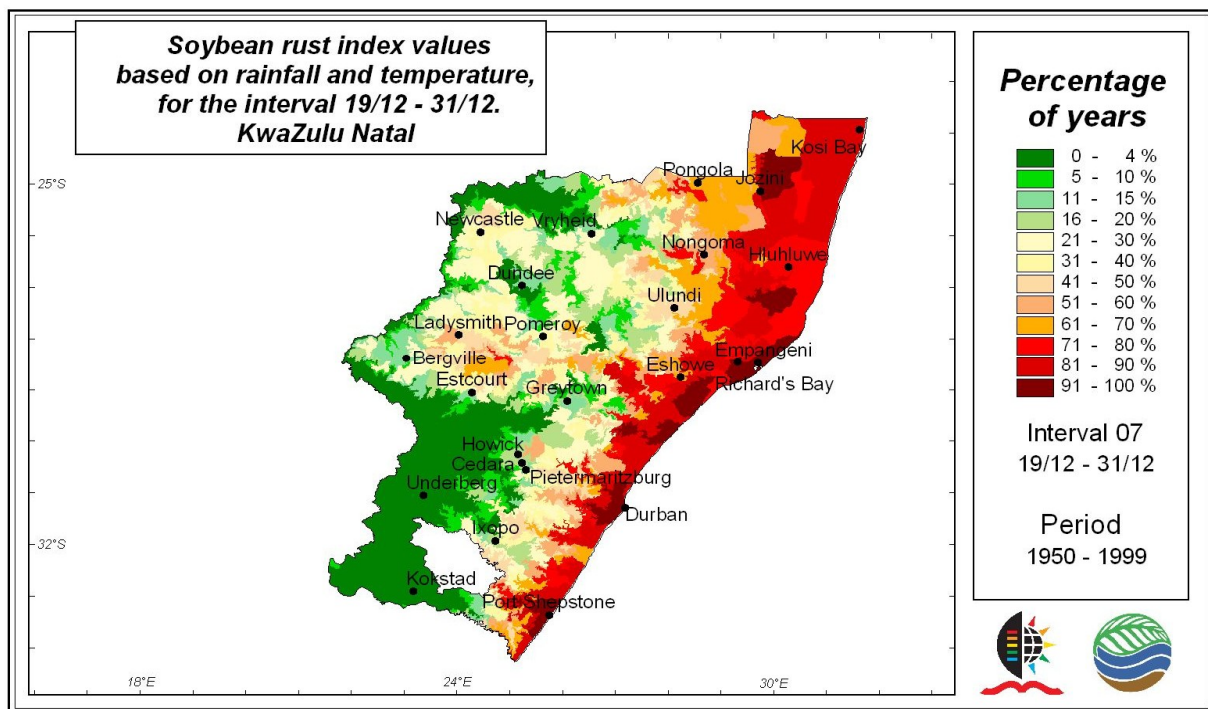 Soybean rust index values
based on rainfall and temperature,
for the interval 19/12 - 31/12.
KwaZulu Natal
Percentage
of years
0 - 4 %
5 - 10 %
11 - 15 %
16 - 20 %
21 - 30 %
31 - 40 %
41 - 50 %
51 - 60 %
61 - 70 %
71 - 80 %
81 - 90 %
91 - 100 %
Interval 07
19/12 - 31/12
Period
1950 - 1999
Kosi Bay
Pongola
Jozini
25°S
Newcastle
Vryheid
Nongoma
Hluhluwe
Dundee
Ulundi
Ladysmith
Pomeroy
Bergville
Empangeni
Eshowe
Estcourt
Richard's Bay
Greytown
Howick
Cedara
Pietermaritzburg
Underberg
Durban
Ixopo
32°S
Kokstad
Port Shepstone
18°E
24°E
30°E